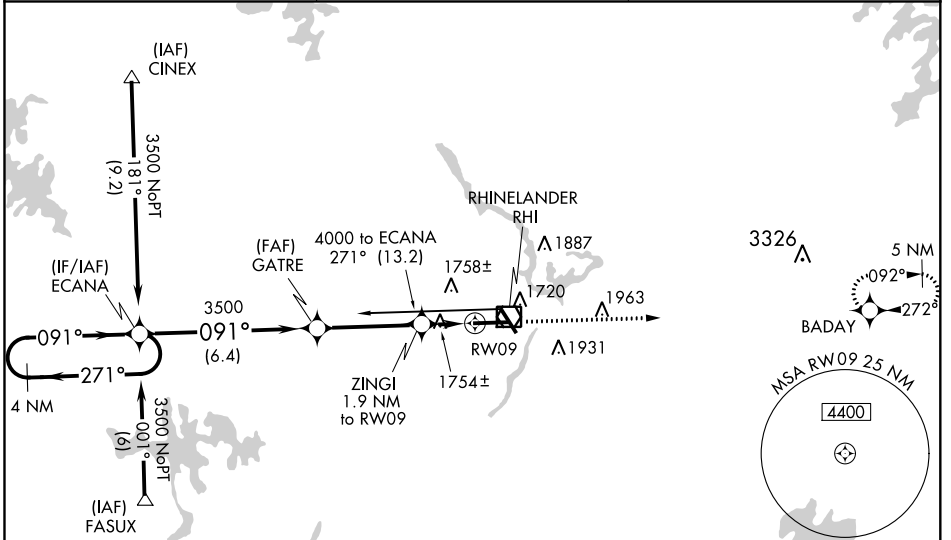 (IAF)
CINEX
3500 NoPT
181°
(9.2)
RHINELANDER
RHI
(FAF)
GATRE
4000 to ECANA
271° (13.2)
1887
3326
5 NM
092°
272°
BADAY
(IF/IAF)
ECANA
1758±
1720
1963
3500
091°
(6.4)
091°
271°
4 NM
RW09
1931
ZINGI
1.9 NM
to RW09
1754±
3500 NoPT
001°
(6)
(IAF)
FASUX
MSA RW09 25 NM
4400